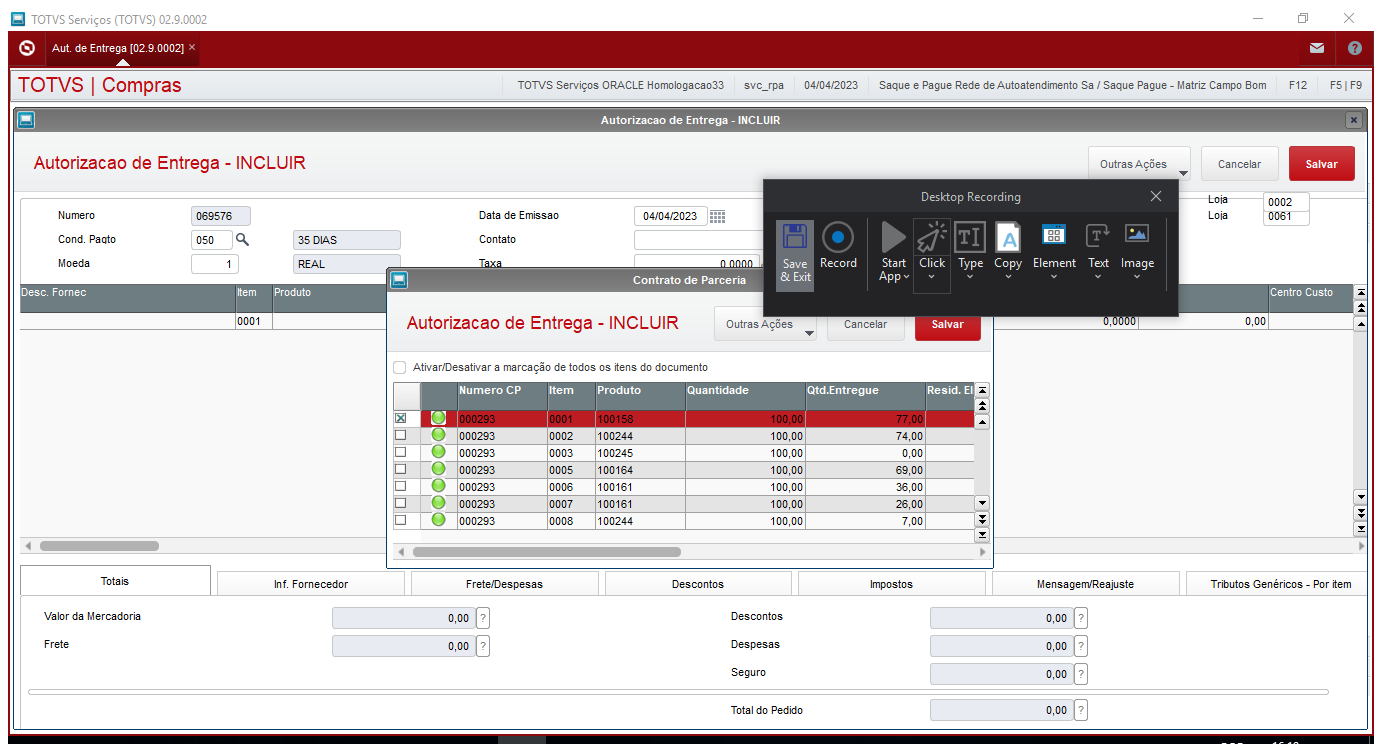 TOTVS Serviços (TOTVS) 02.9.0002
Aut. de Entrega [02.9.0002] ×
TOTVS | Compras
TOTVS Serviços ORACLE Homologacao33 svc_rpa 04/04/2023 Saque e Pague Rede de Autoatendimento Sa / Saque Pague - Matriz Campo Bom F12 F5 | F9
Autorizacao de Entrega - INCLUIR
Autorizacao de Entrega - INCLUIR
Outras Ações Cancelar Salvar
Desktop Recording
Save & Exit Record Start App Click Type Copy Element Text Image
Numero 069576 Data de Emissao 04/04/2023 Loja 0002
Loja 0061
Cond. Pagto 050 35 DIAS Contato
Moeda 1 REAL Taxa 0,0000
Desc. Fornec Item Produto Centro Custo
0001 0,0000 0,00
Contrato de Parceria
Autorizacao de Entrega - INCLUIR
Outras Ações Cancelar Salvar
Ativar/Desativar a marcação de todos os itens do documento
Numero CP Item Produto Quantidade Qtd.Entregue Resid. El
000293 0001 100158 100,00 77,00
000293 0002 100244 100,00 74,00
000293 0003 100245 100,00 0,00
000293 0005 100164 100,00 69,00
000293 0006 100161 100,00 36,00
000293 0007 100161 100,00 26,00
000293 0008 100244 100,00 7,00
Totais Inf. Fornecedor Frete/Despesas Descontos Impostos Mensagem/Reajuste Tributos Genéricos - Por item
Valor da Mercadoria 0,00 ? Descontos 0,00 ?
Frete 0,00 ? Despesas 0,00 ?
Seguro 0,00 ?
Total do Pedido 0,00 ?